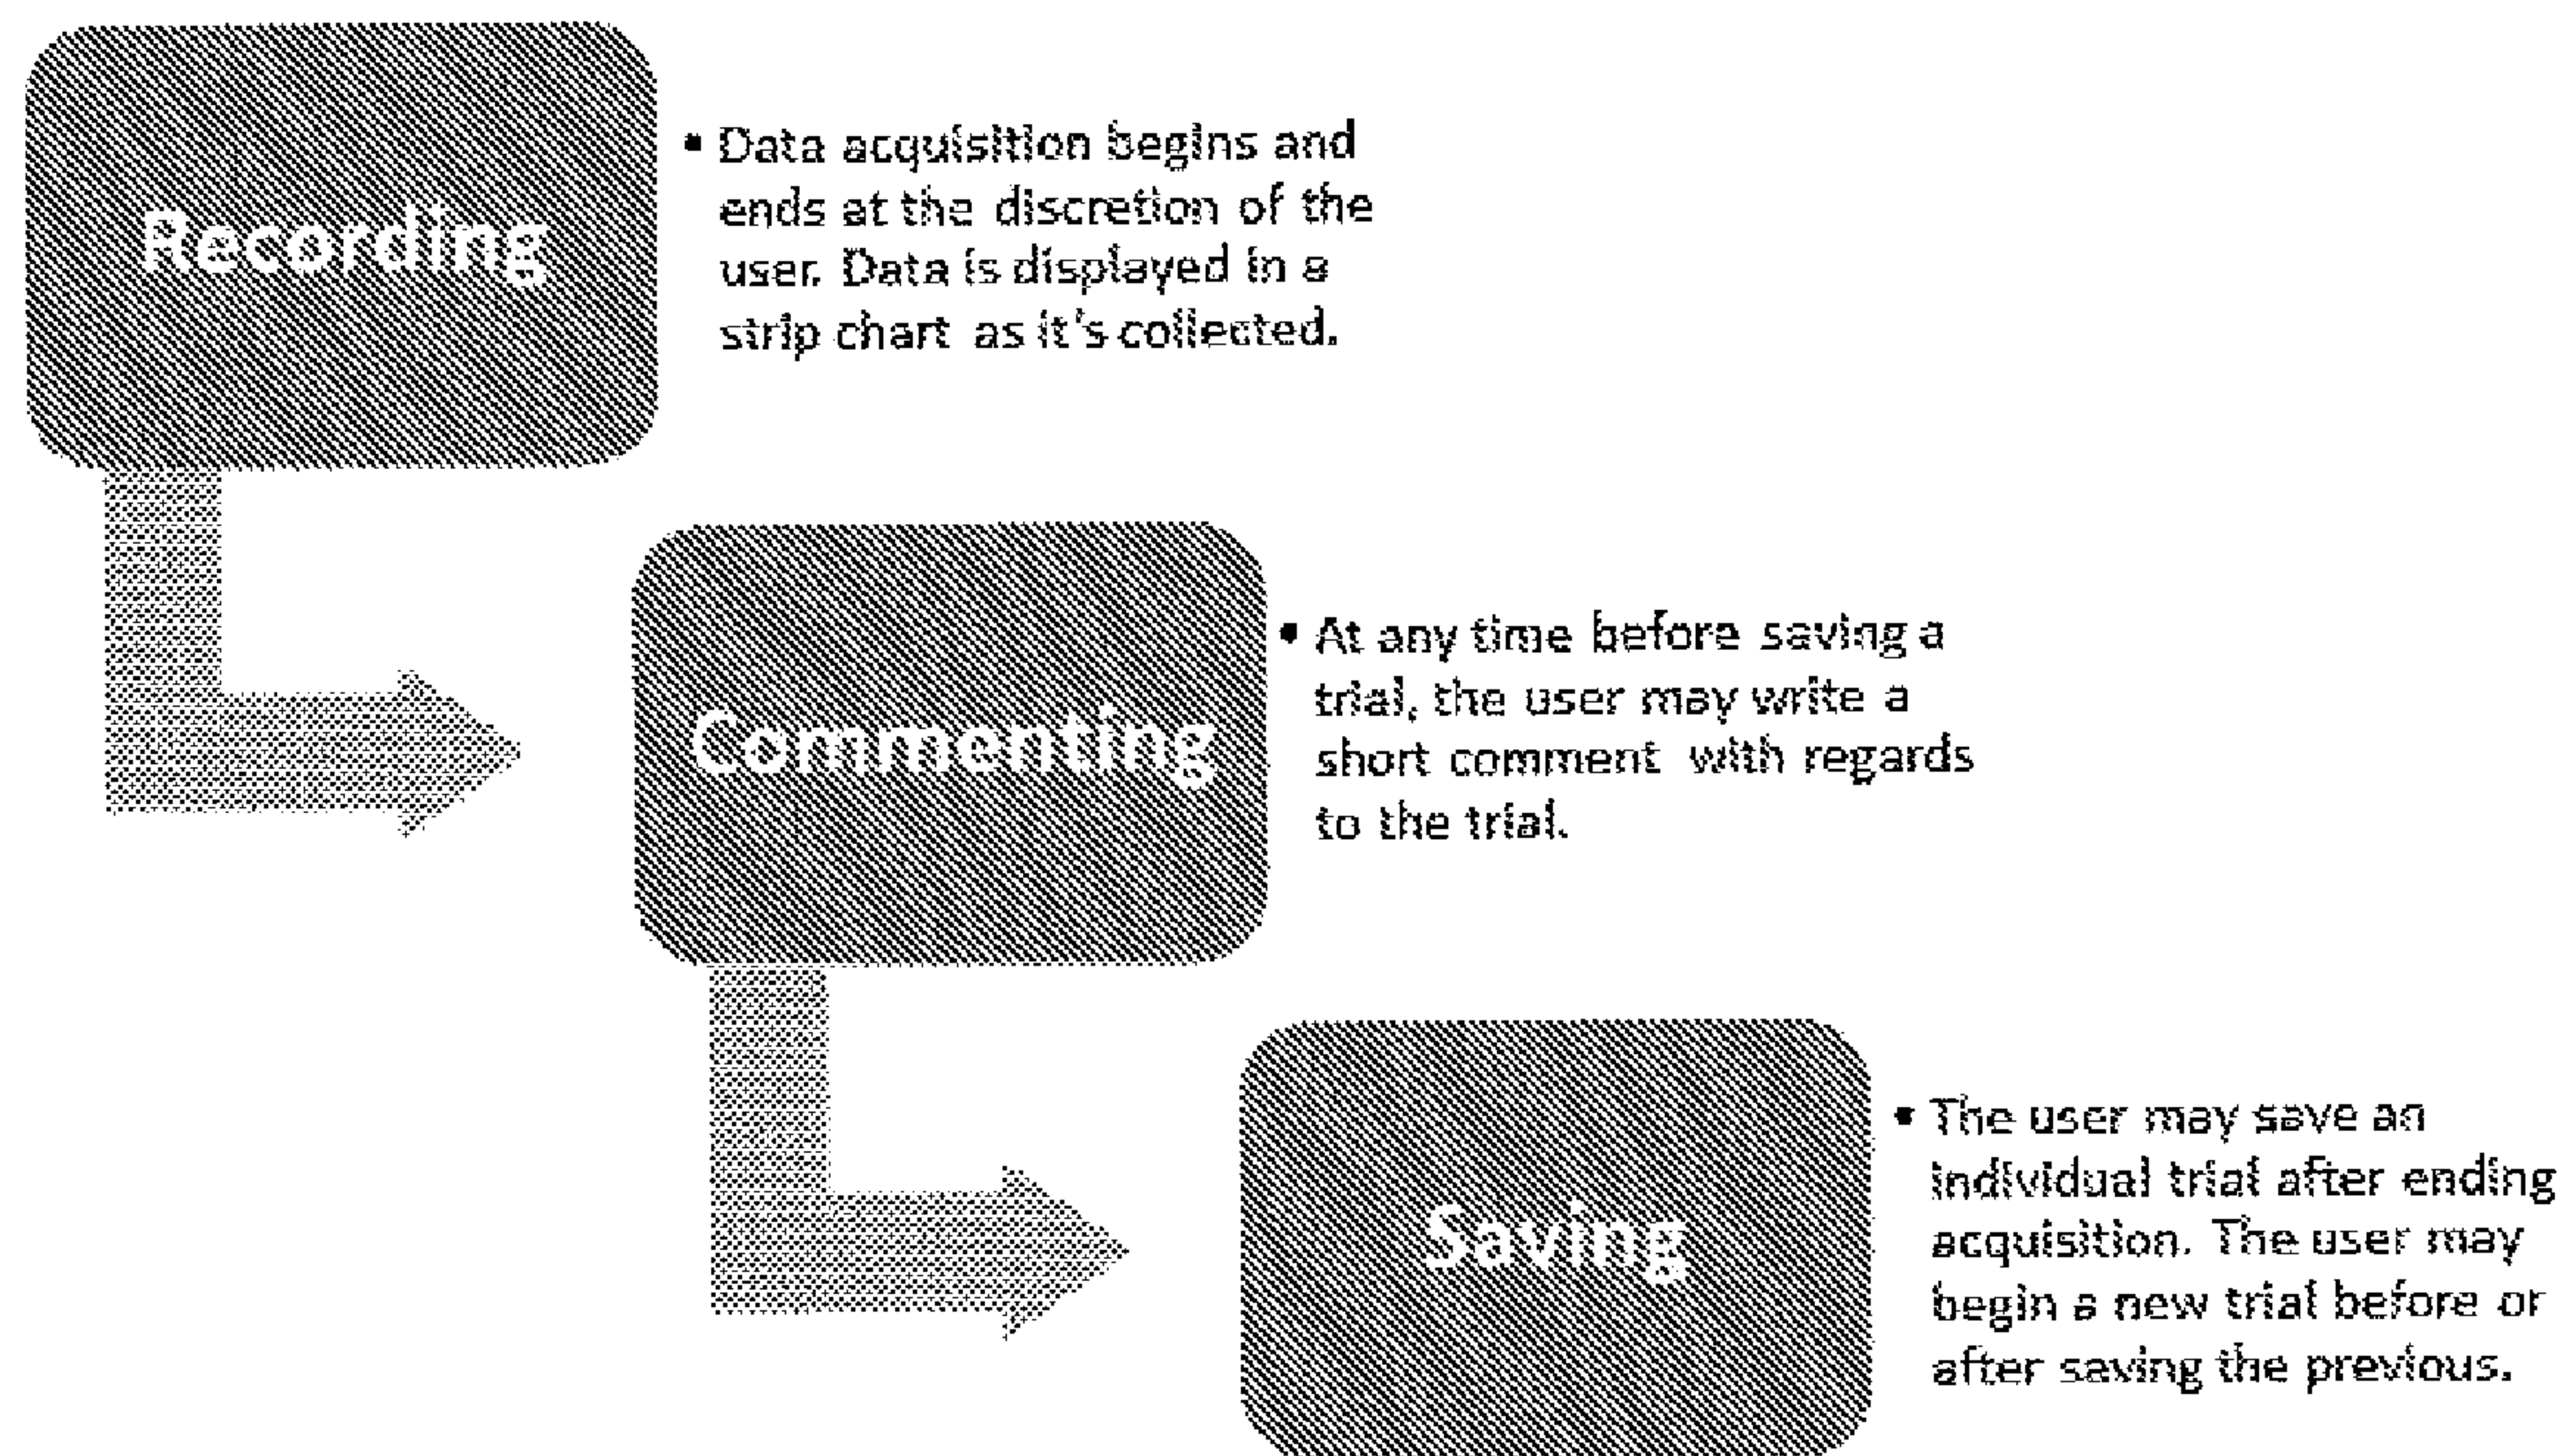 Recording
• Data acquisition begins and
ends at the discretion of the
user. Data is displayed in a
strip chart as it's collected.
Commenting
• At any time before saving a
trial, the user may write a
short comment with regards
to the trial.
Saving
• The user may save an
individual trial after ending
acquisition. The user may
begin a new trial before or
after saving the previous.